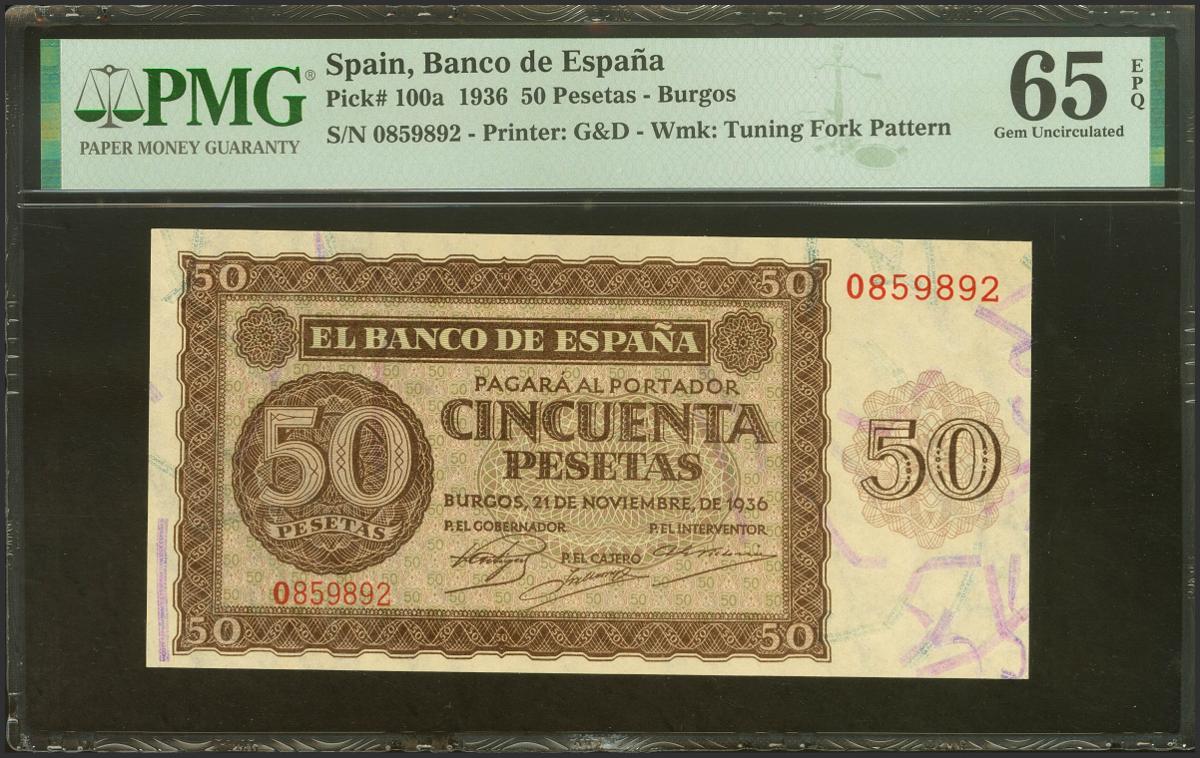 PMG®
PAPER MONEY GUARANTY
Spain, Banco de España
Pick# 100a 1936 50 Pesetas - Burgos
S/N 0859892 - Printer: G&D - Wmk: Tuning Fork Pattern
65 EPQ
Gem Uncirculated
50 50
0859892
EL BANCO DE ESPAÑA
PAGARÁ AL PORTADOR
CINCUENTA
PESETAS
50
PESETAS
50
BURGOS, 21 DE NOVIEMBRE, DE 1936
P. EL GOBERNADOR P. EL INTERVENTOR
P. EL CAJERO
0859892
50 50